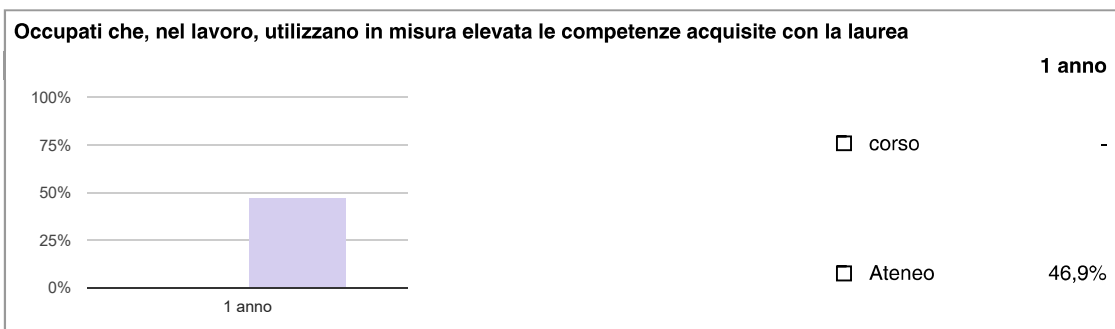 Occupati che, nel lavoro, utilizzano in misura elevata le competenze acquisite con la laurea
1 anno
100%
75%
50%
25%
0%
1 anno
corso -
Ateneo 46,9%